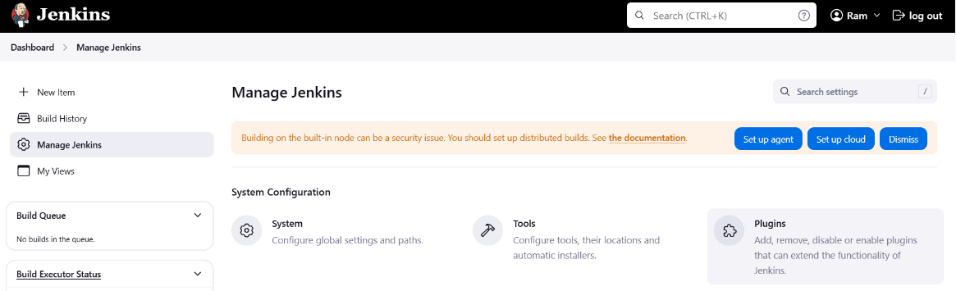 Jenkins
Search (CTRL+K)
?
Ram
log out
Dashboard > Manage Jenkins
New Item
Build History
Manage Jenkins
My Views
Build Queue
No builds in the queue.
Build Executor Status
Manage Jenkins
Search settings
/
Building on the built-in node can be a security issue. You should set up distributed builds. See the documentation.
Set up agent
Set up cloud
Dismiss
System Configuration
System
Configure global settings and paths.
Tools
Configure tools, their locations and
automatic installers.
Plugins
Add, remove, disable or enable plugins
that can extend the functionality of
Jenkins.